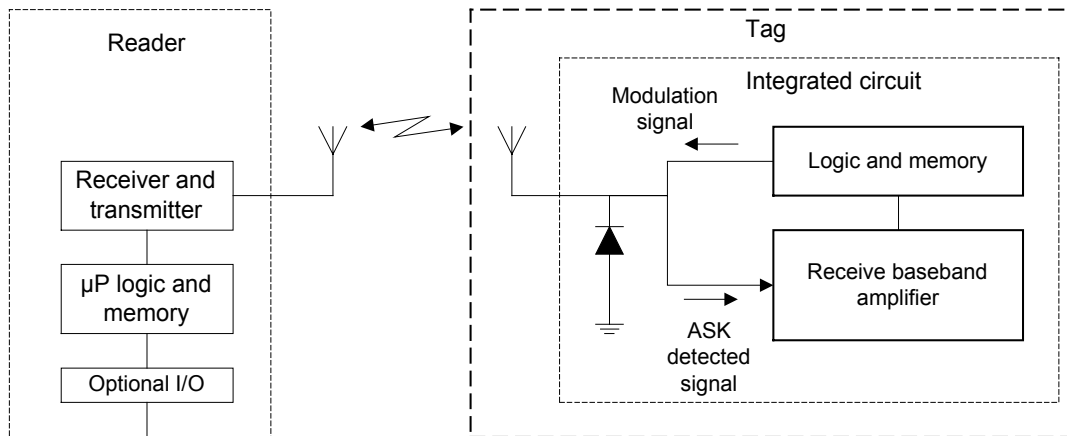 Reader
Receiver and
transmitter
µP logic and
memory
Optional I/O
Tag
Integrated circuit
Modulation
signal
Logic and memory
Receive baseband
amplifier
ASK
detected
signal